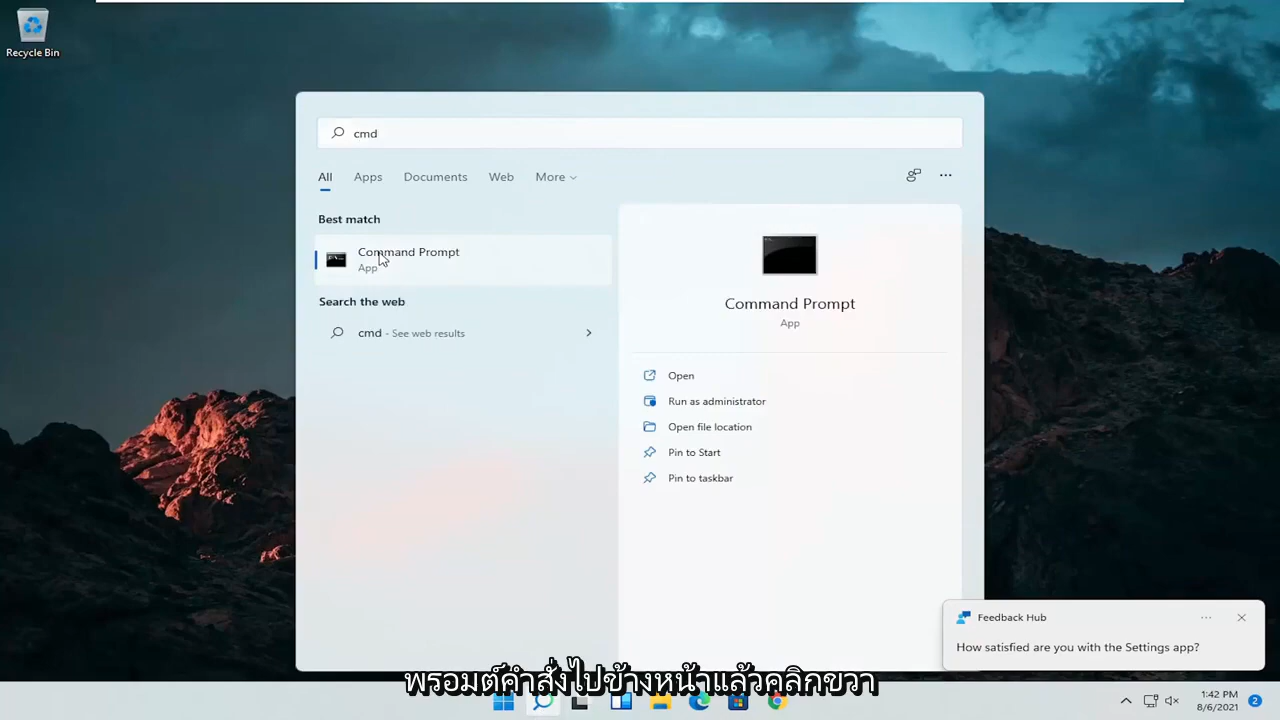 Recycle Bin
cmd
All
Apps
Documents
Web
More
Best match
Command Prompt
App
Search the web
cmd - See web results
Command Prompt
App
Open
Run as administrator
Open file location
Pin to Start
Pin to taskbar
Feedback Hub
How satisfied are you with the Settings app?
พรอมต์คำสั่งไปข้างหน้าแล้วคลิกขวา
1:42 PM
8/6/2021
2